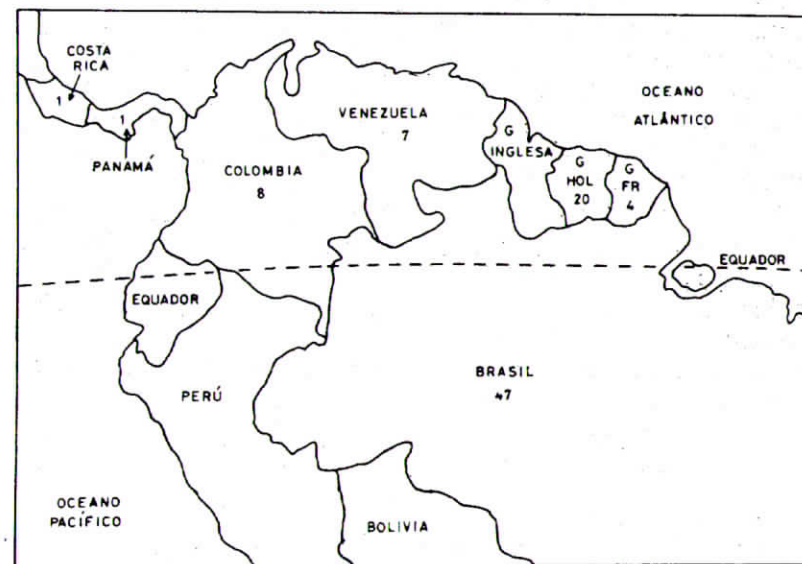 COSTA
RICA
1
1
PANAMÁ
COLOMBIA
8
VENEZUELA
7
G
INGLESA
G
HOL
20
G
FR
4
OCEANO
ATLÂNTICO
EQUADOR
EQUADOR
PERÚ
BRASIL
47
BOLIVIA
OCEANO
PACÍFICO